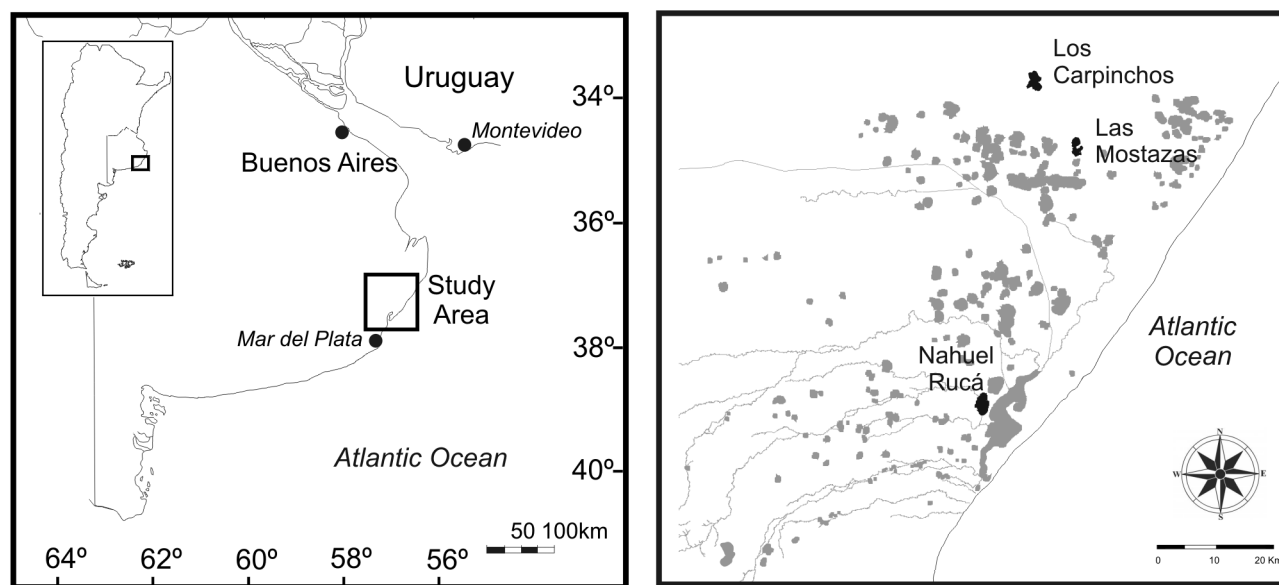 Uruguay
34º
Montevideo
Buenos Aires
36º
Study
Area
Mar del Plata
38º
Atlantic Ocean
40º
50 100km
64º 62º 60º 58º 56º
Los
Carpinchos
Las
Mostazas
Atlantic
Ocean
Nahuel
Rucá
N
W E
S
0 10 20 Km